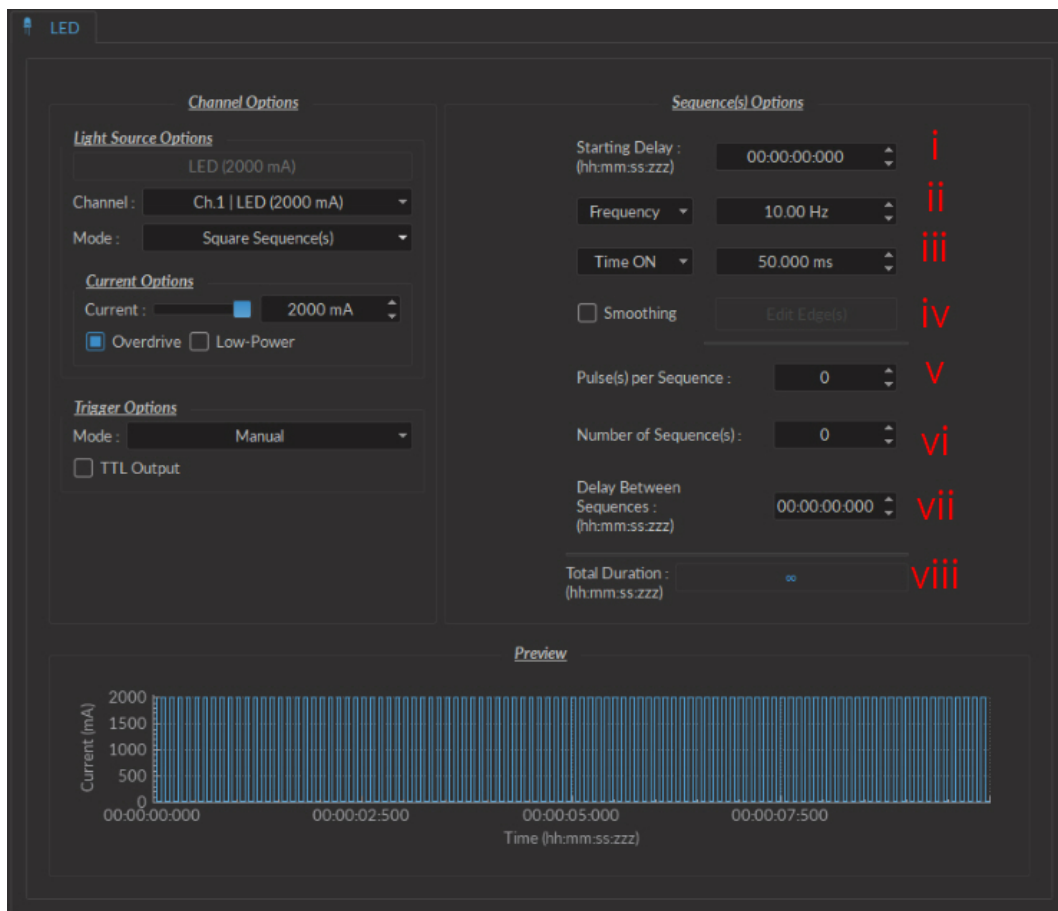 LED
Channel Options
Light Source Options
LED (2000 mA)
Channel : Ch.1 | LED (2000 mA)
Mode : Square Sequence(s)
Current Options
Current : 2000 mA
Overdrive Low-Power
Trigger Options
Mode : Manual
TTL Output
Sequence(s) Options
Starting Delay :
(hh:mm:ss:zzz) 00:00:00:000 i
Frequency 10.00 Hz ii
Time ON 50.000 ms iii
Smoothing Edit Edge(s) iv
Pulse(s) per Sequence : 0 v
Number of Sequence(s) : 0 vi
Delay Between
Sequences : 00:00:00:000 vii
(hh:mm:ss:zzz)
Total Duration : ∞ viii
(hh:mm:ss:zzz)
Preview
Current (mA)
2000
1500
1000
500
0
00:00:00:000 00:00:02:500 00:00:05:000 00:00:07:500
Time (hh:mm:ss:zzz)